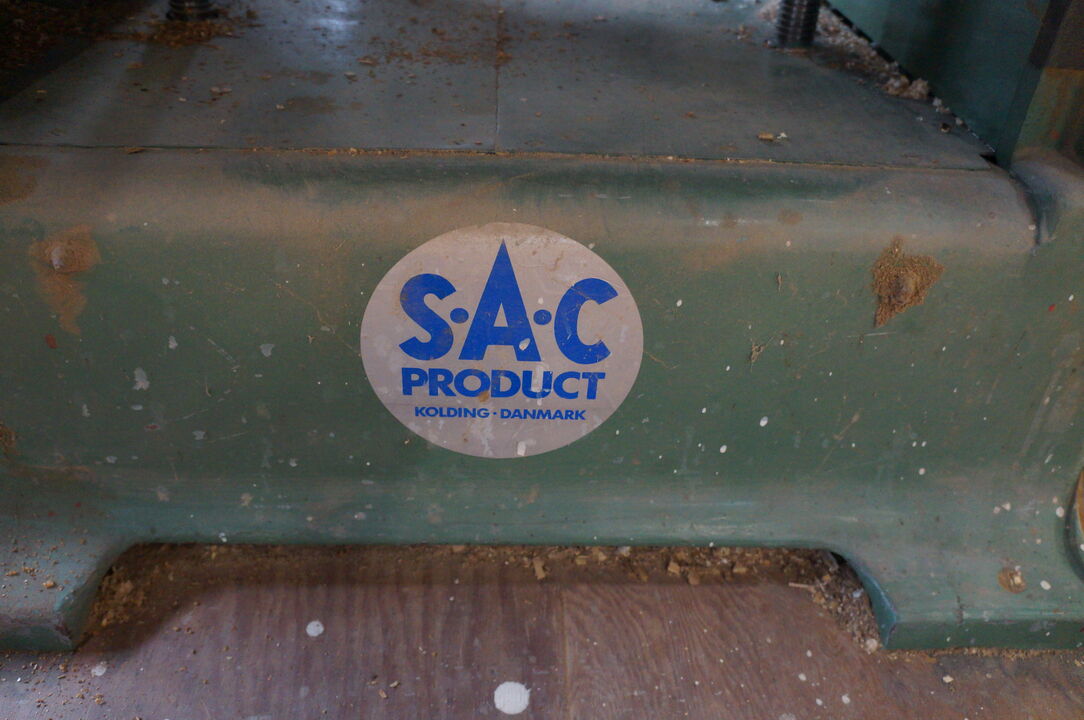 S·A·C
PRODUCT
KOLDING · DANMARK